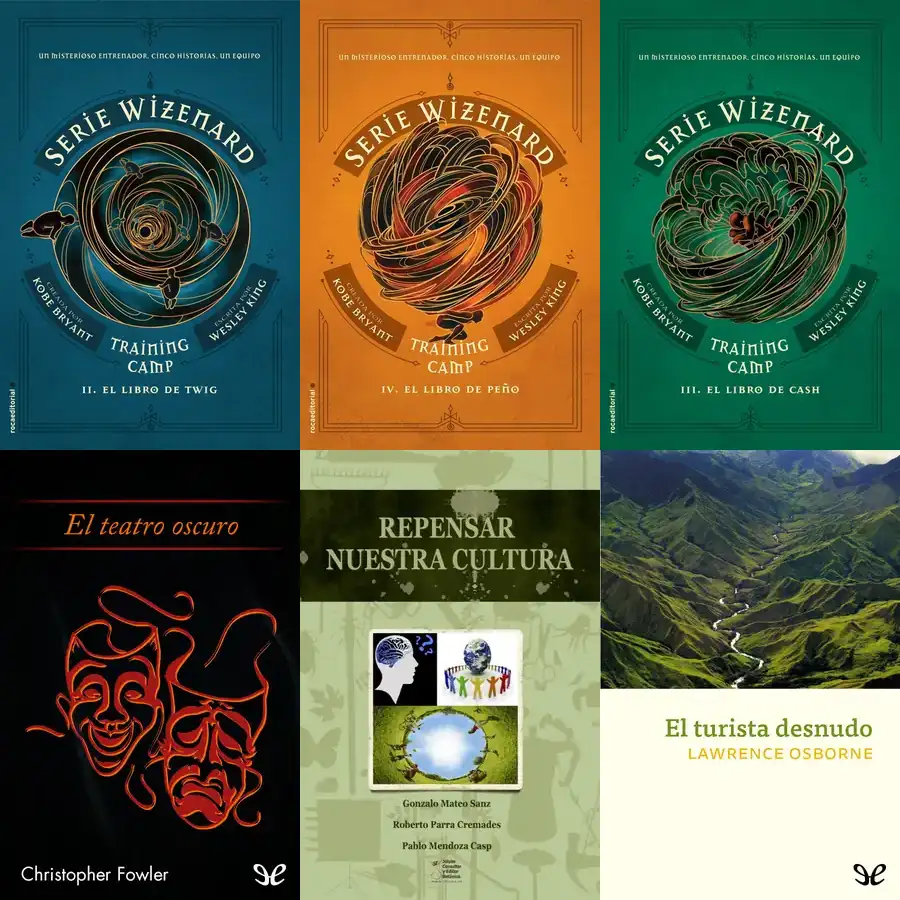 UN MISTERIOSO ENTRENADOR. CINCO HISTORIAS. UN EQUIPO
SERIE WIZENARD
CREADA POR
KOBE BRYANT
ESCRITA POR
WESLEY KING
TRAINING
CAMP
II. EL LIBRO DE TWIG
rocaeditorial
UN MISTERIOSO ENTRENADOR. CINCO HISTORIAS. UN EQUIPO
SERIE WIZENARD
CREADA POR
KOBE BRYANT
ESCRITA POR
WESLEY KING
TRAINING
CAMP
IV. EL LIBRO DE PEÑO
rocaeditorial
UN MISTERIOSO ENTRENADOR. CINCO HISTORIAS. UN EQUIPO
SERIE WIZENARD
CREADA POR
KOBE BRYANT
ESCRITA POR
WESLEY KING
TRAINING
CAMP
III. EL LIBRO DE CASH
rocaeditorial
El teatro oscuro
Christopher Fowler
REPENSAR
NUESTRA CULTURA
???
Gonzalo Mateo Sanz
Roberto Parra Cremades
Pablo Mendoza Casp
El turista desnudo
LAWRENCE OSBORNE